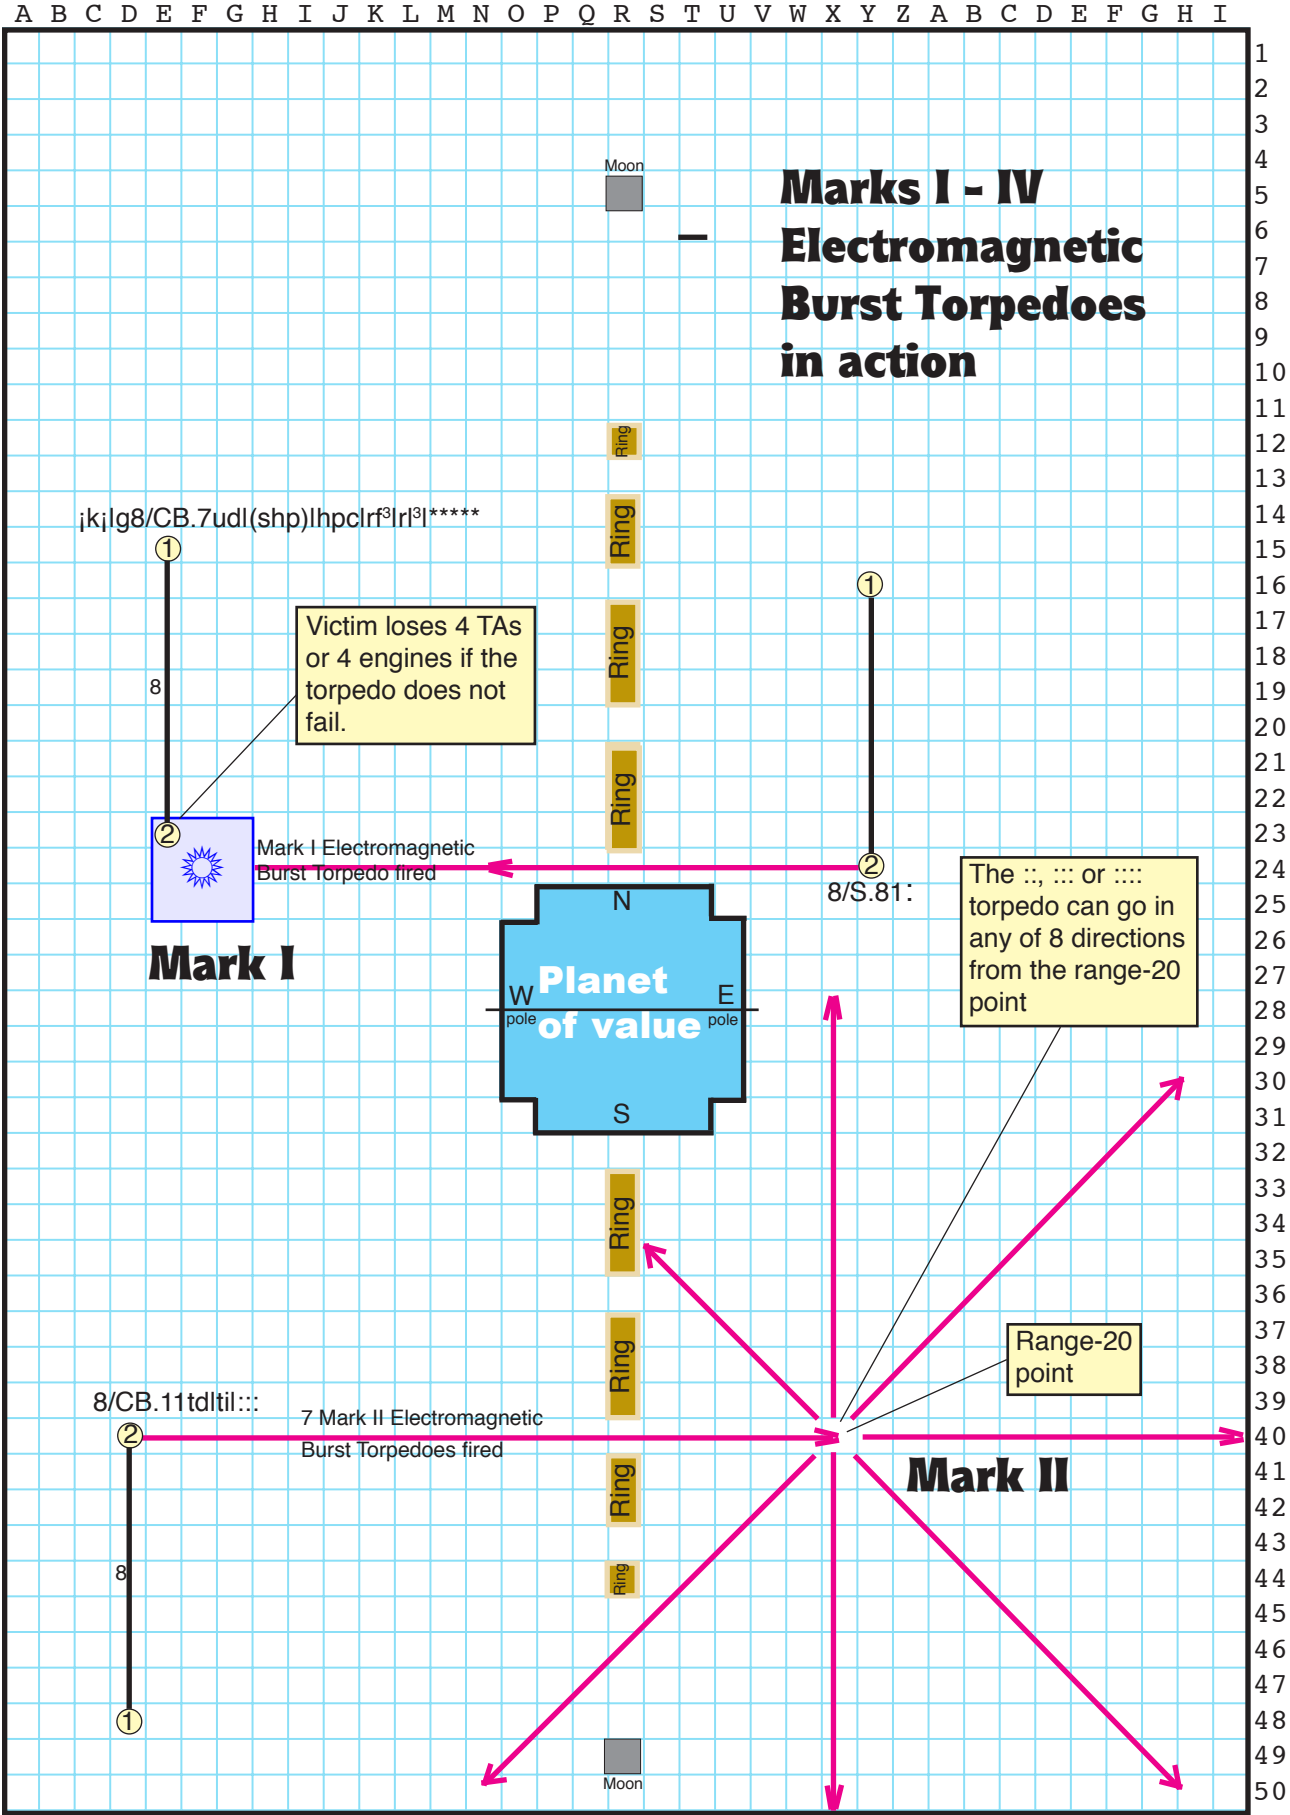 A B C D E F G H I J K L M N O P Q R S T U V W X Y Z A B C D E F G H I
1
2
3
4
Moon
Marks I - IV
5
6
Electromagnetic
7
8
Burst Torpedoes
9
in action
10
11
12
Ring
13
¡k¡lg8/CB.7udl(shp)lhpclrf³lrl³l*****
14
Ring
15
1
16
1
17
Victim loses 4 TAs
or 4 engines if the
torpedo does not
fail.
Ring
18
8
19
20
21
Ring
22
23
2
Mark I Electromagnetic
Burst Torpedo fired
24
2
8/S.81:
The ::, ::: or ::::
torpedo can go in
any of 8 directions
from the range-20
point
25
N
26
Mark I
27
Planet
of value
W
pole
E
pole
28
29
30
31
S
32
33
34
Ring
35
36
37
Range-20
point
38
Ring
39
8/CB.11tdltil:::
7 Mark II Electromagnetic
Burst Torpedoes fired
2
40
41
Mark II
Ring
42
43
8
44
Ring
45
46
47
48
1
49
Moon
50